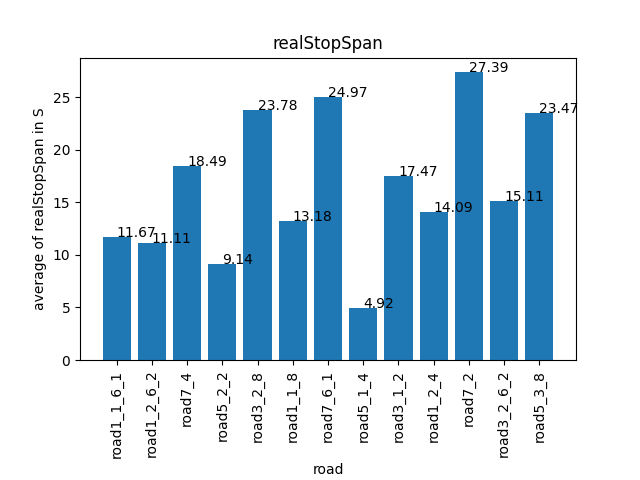 realStopSpan
average of realStopSpan in S
25
20
15
10
5
0
11.67
11.11
18.49
9.14
23.78
13.18
24.97
4.92
17.47
14.09
27.39
15.11
23.47
road1_1_6_1
road1_2_6_2
road7_4
road5_2_2
road3_2_8
road1_1_8
road7_6_1
road5_1_4
road3_1_2
road1_2_4
road7_2
road3_2_6_2
road5_3_8
road